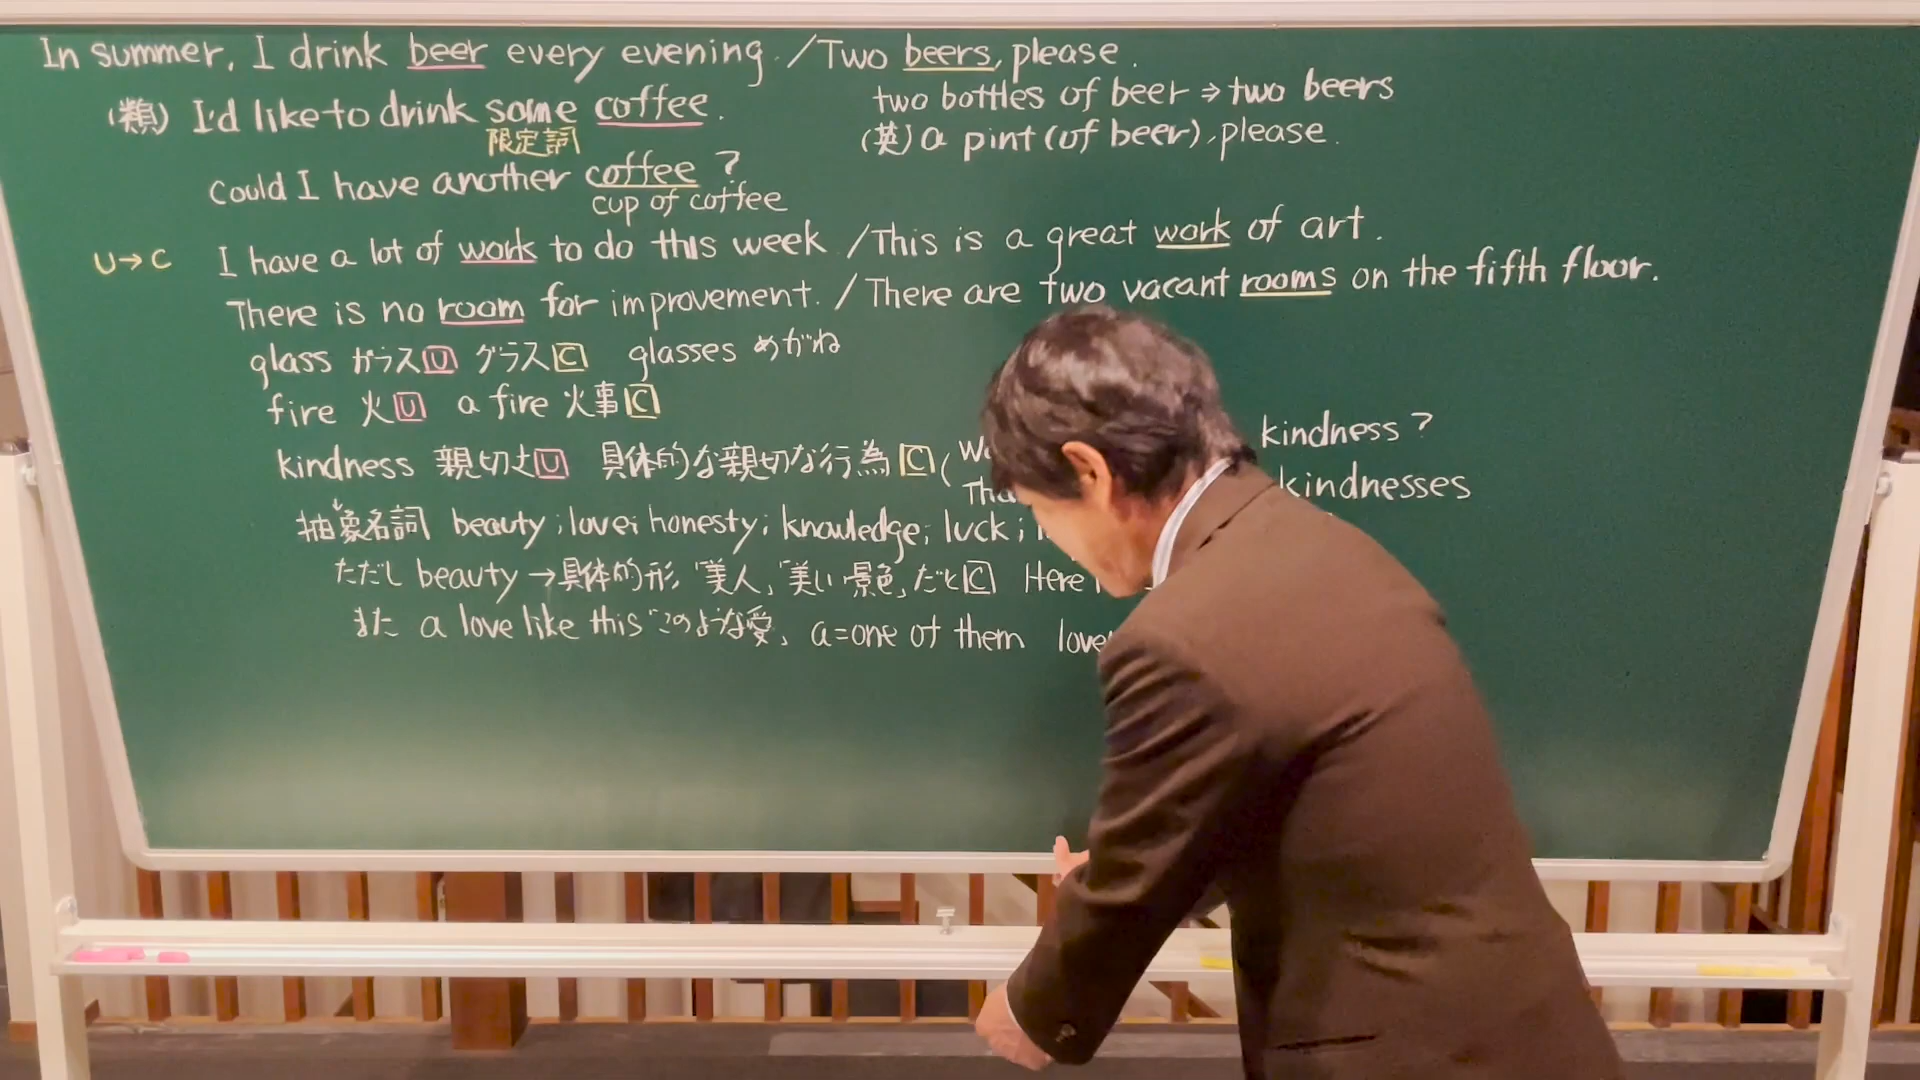 In summer, I drink beer every evening. / Two beers, please.
two bottles of beer ⇒ two beers
(類) I'd like to drink some coffee.
限定詞
(英) a pint (of beer), please.
Could I have another coffee?
cup of coffee
U→C I have a lot of work to do this week / This is a great work of art.
There is no room for improvement. / There are two vacant rooms on the fifth floor.
glass ガラスU グラスC glasses めがね
fire 火U a fire 火事C
kindness 親切さU 具体的な親切な行為C( kindness?
kindnesses
抽象名詞 beauty; love; honesty; knowledge; luck;
ただし beauty→具体的形,「美人」「美しい景色」だとC Here
また a love like this「このような愛」 a=one of them